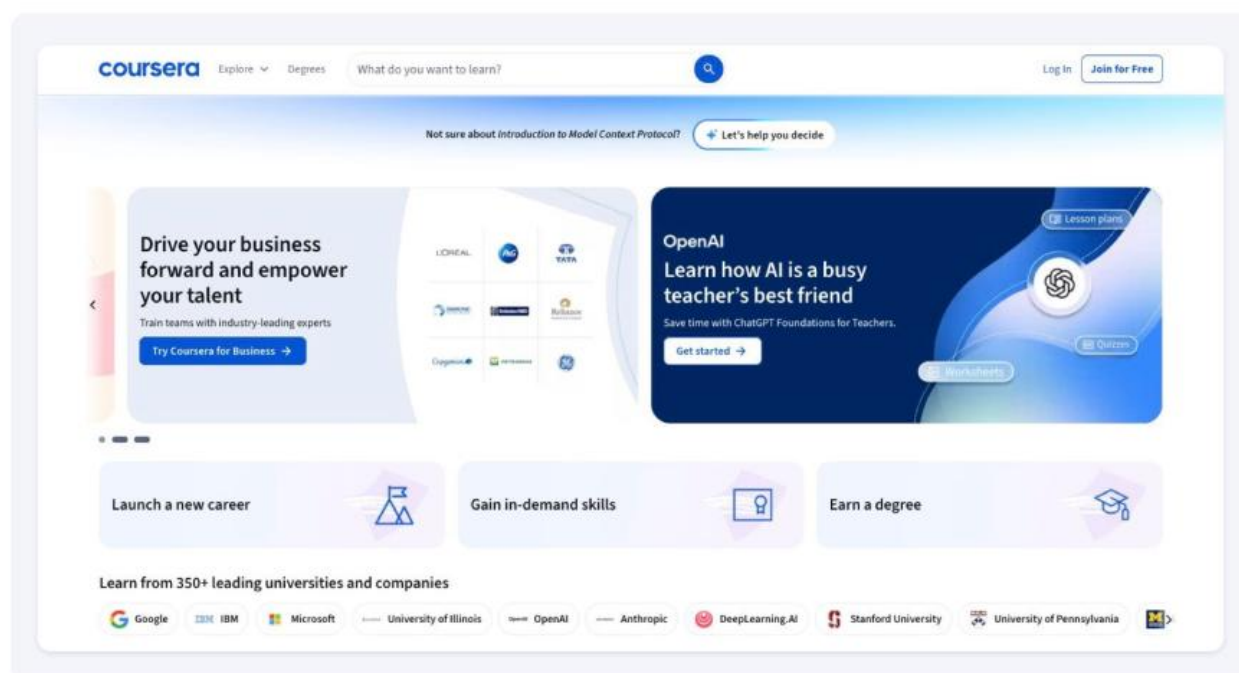 coursera Explore Degrees What do you want to learn? Log In Join for Free
Not sure about Introduction to Model Context Protocol? Let's help you decide
Drive your business
forward and empower
your talent
Train teams with industry-leading experts
Try Coursera for Business →
L'ORÉAL
TATA
Reliance
Capgemini
PETROBRAS
OpenAI
Learn how AI is a busy
teacher's best friend
Save time with ChatGPT Foundations for Teachers.
Get started →
Lesson plans
Quizzes
Worksheets
Launch a new career
Gain in-demand skills
Earn a degree
Learn from 350+ leading universities and companies
Google IBM IBM Microsoft University of Illinois OpenAI Anthropic DeepLearning.AI Stanford University University of Pennsylvania